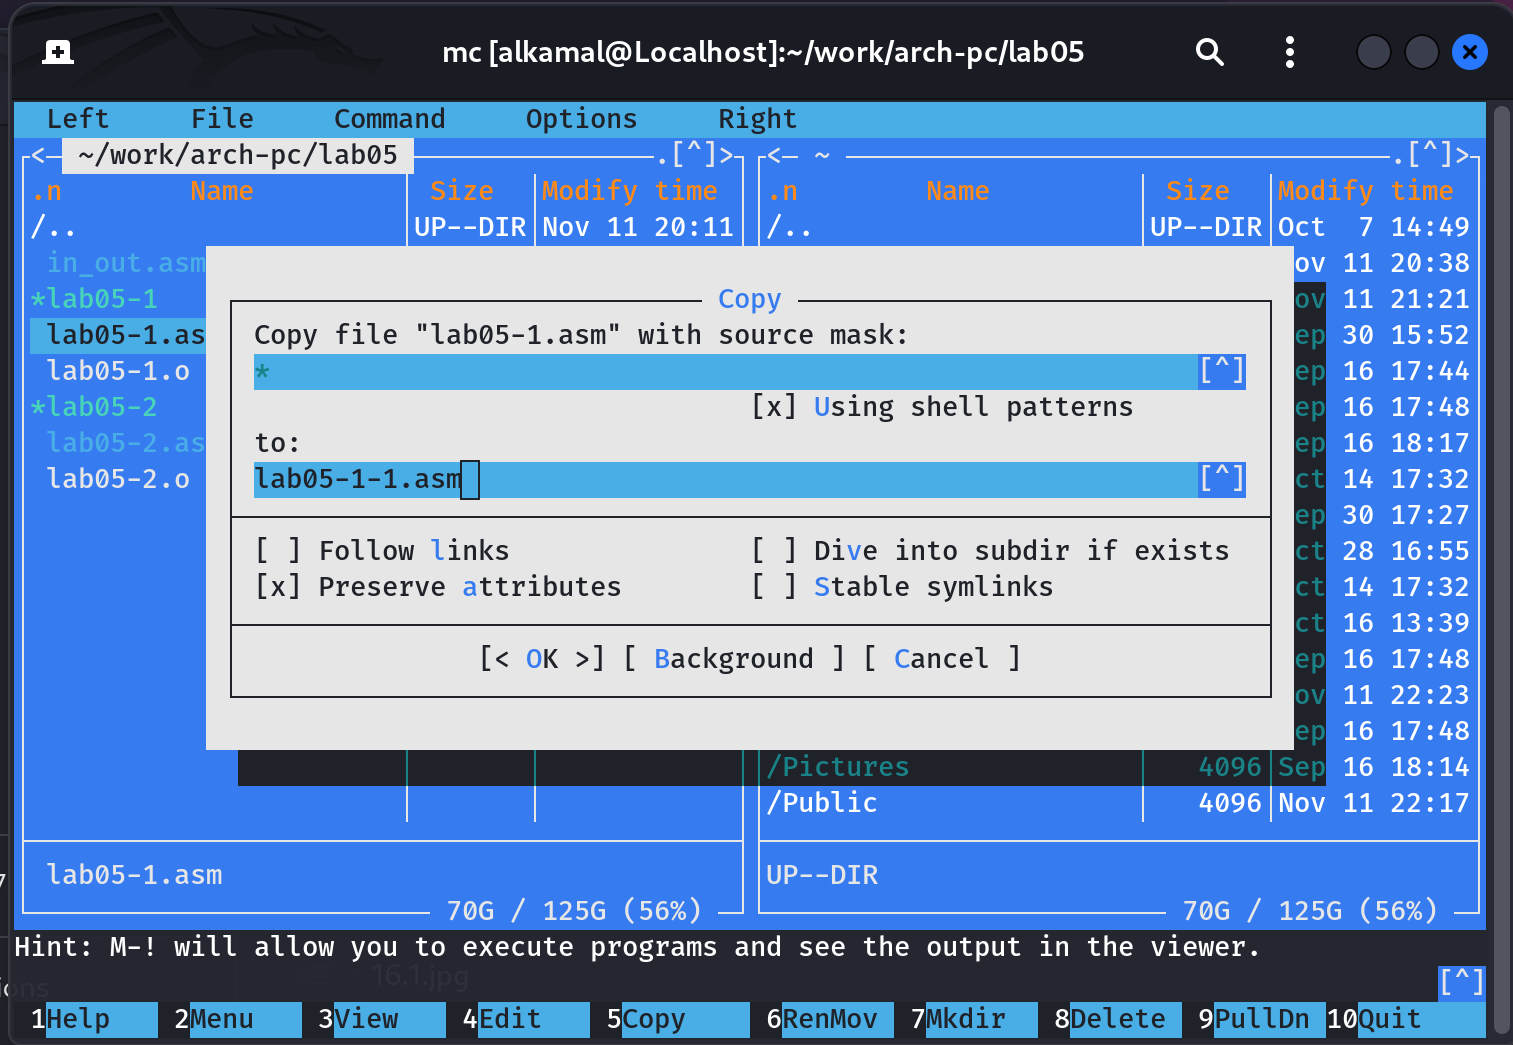 mc [alkamal@Localhost]:~/work/arch-pc/lab05
Left File Command Options Right
<─ ~/work/arch-pc/lab05 ─.[^]> <─ ~ ─.[^]>
.n Name Size Modify time .n Name Size Modify time
/.. UP--DIR Nov 11 20:11 /.. UP--DIR Oct 7 14:49
in_out.asm ov 11 20:38
*lab05-1 Copy ov 11 21:21
lab05-1.as Copy file "lab05-1.asm" with source mask: ep 30 15:52
lab05-1.o * [^] ep 16 17:44
*lab05-2 [x] Using shell patterns ep 16 17:48
lab05-2.as to: ep 16 18:17
lab05-2.o lab05-1-1.asm [^] ct 14 17:32
ep 30 17:27
[ ] Follow links [ ] Dive into subdir if exists ct 28 16:55
[x] Preserve attributes [ ] Stable symlinks ct 14 17:32
ct 16 13:39
[< OK >] [ Background ] [ Cancel ] ep 16 17:48
ov 11 22:23
ep 16 17:48
/Pictures 4096 Sep 16 18:14
/Public 4096 Nov 11 22:17
lab05-1.asm UP--DIR
70G / 125G (56%) 70G / 125G (56%)
Hint: M-! will allow you to execute programs and see the output in the viewer.
16.1.jpg
ions [^]
1Help 2Menu 3View 4Edit 5Copy 6RenMov 7Mkdir 8Delete 9PullDn 10Quit